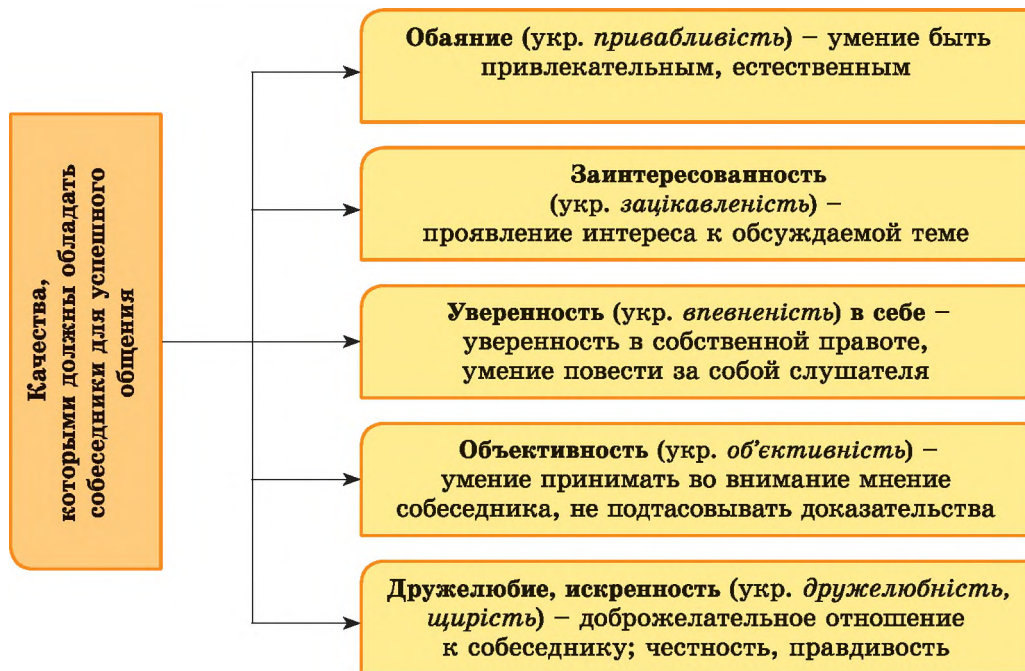 Качества,
которыми должны обладать
собеседники для успешного
общения
Обаяние (укр. привабливість) – умение быть
привлекательным, естественным
Заинтересованность
(укр. зацікавленість) –
проявление интереса к обсуждаемой теме
Уверенность (укр. впевненість) в себе –
уверенность в собственной правоте,
умение повести за собой слушателя
Объективность (укр. об’єктивність) –
умение принимать во внимание мнение
собеседника, не подтасовывать доказательства
Дружелюбие, искренность (укр. дружелюбність,
щирість) – доброжелательное отношение
к собеседнику; честность, правдивость